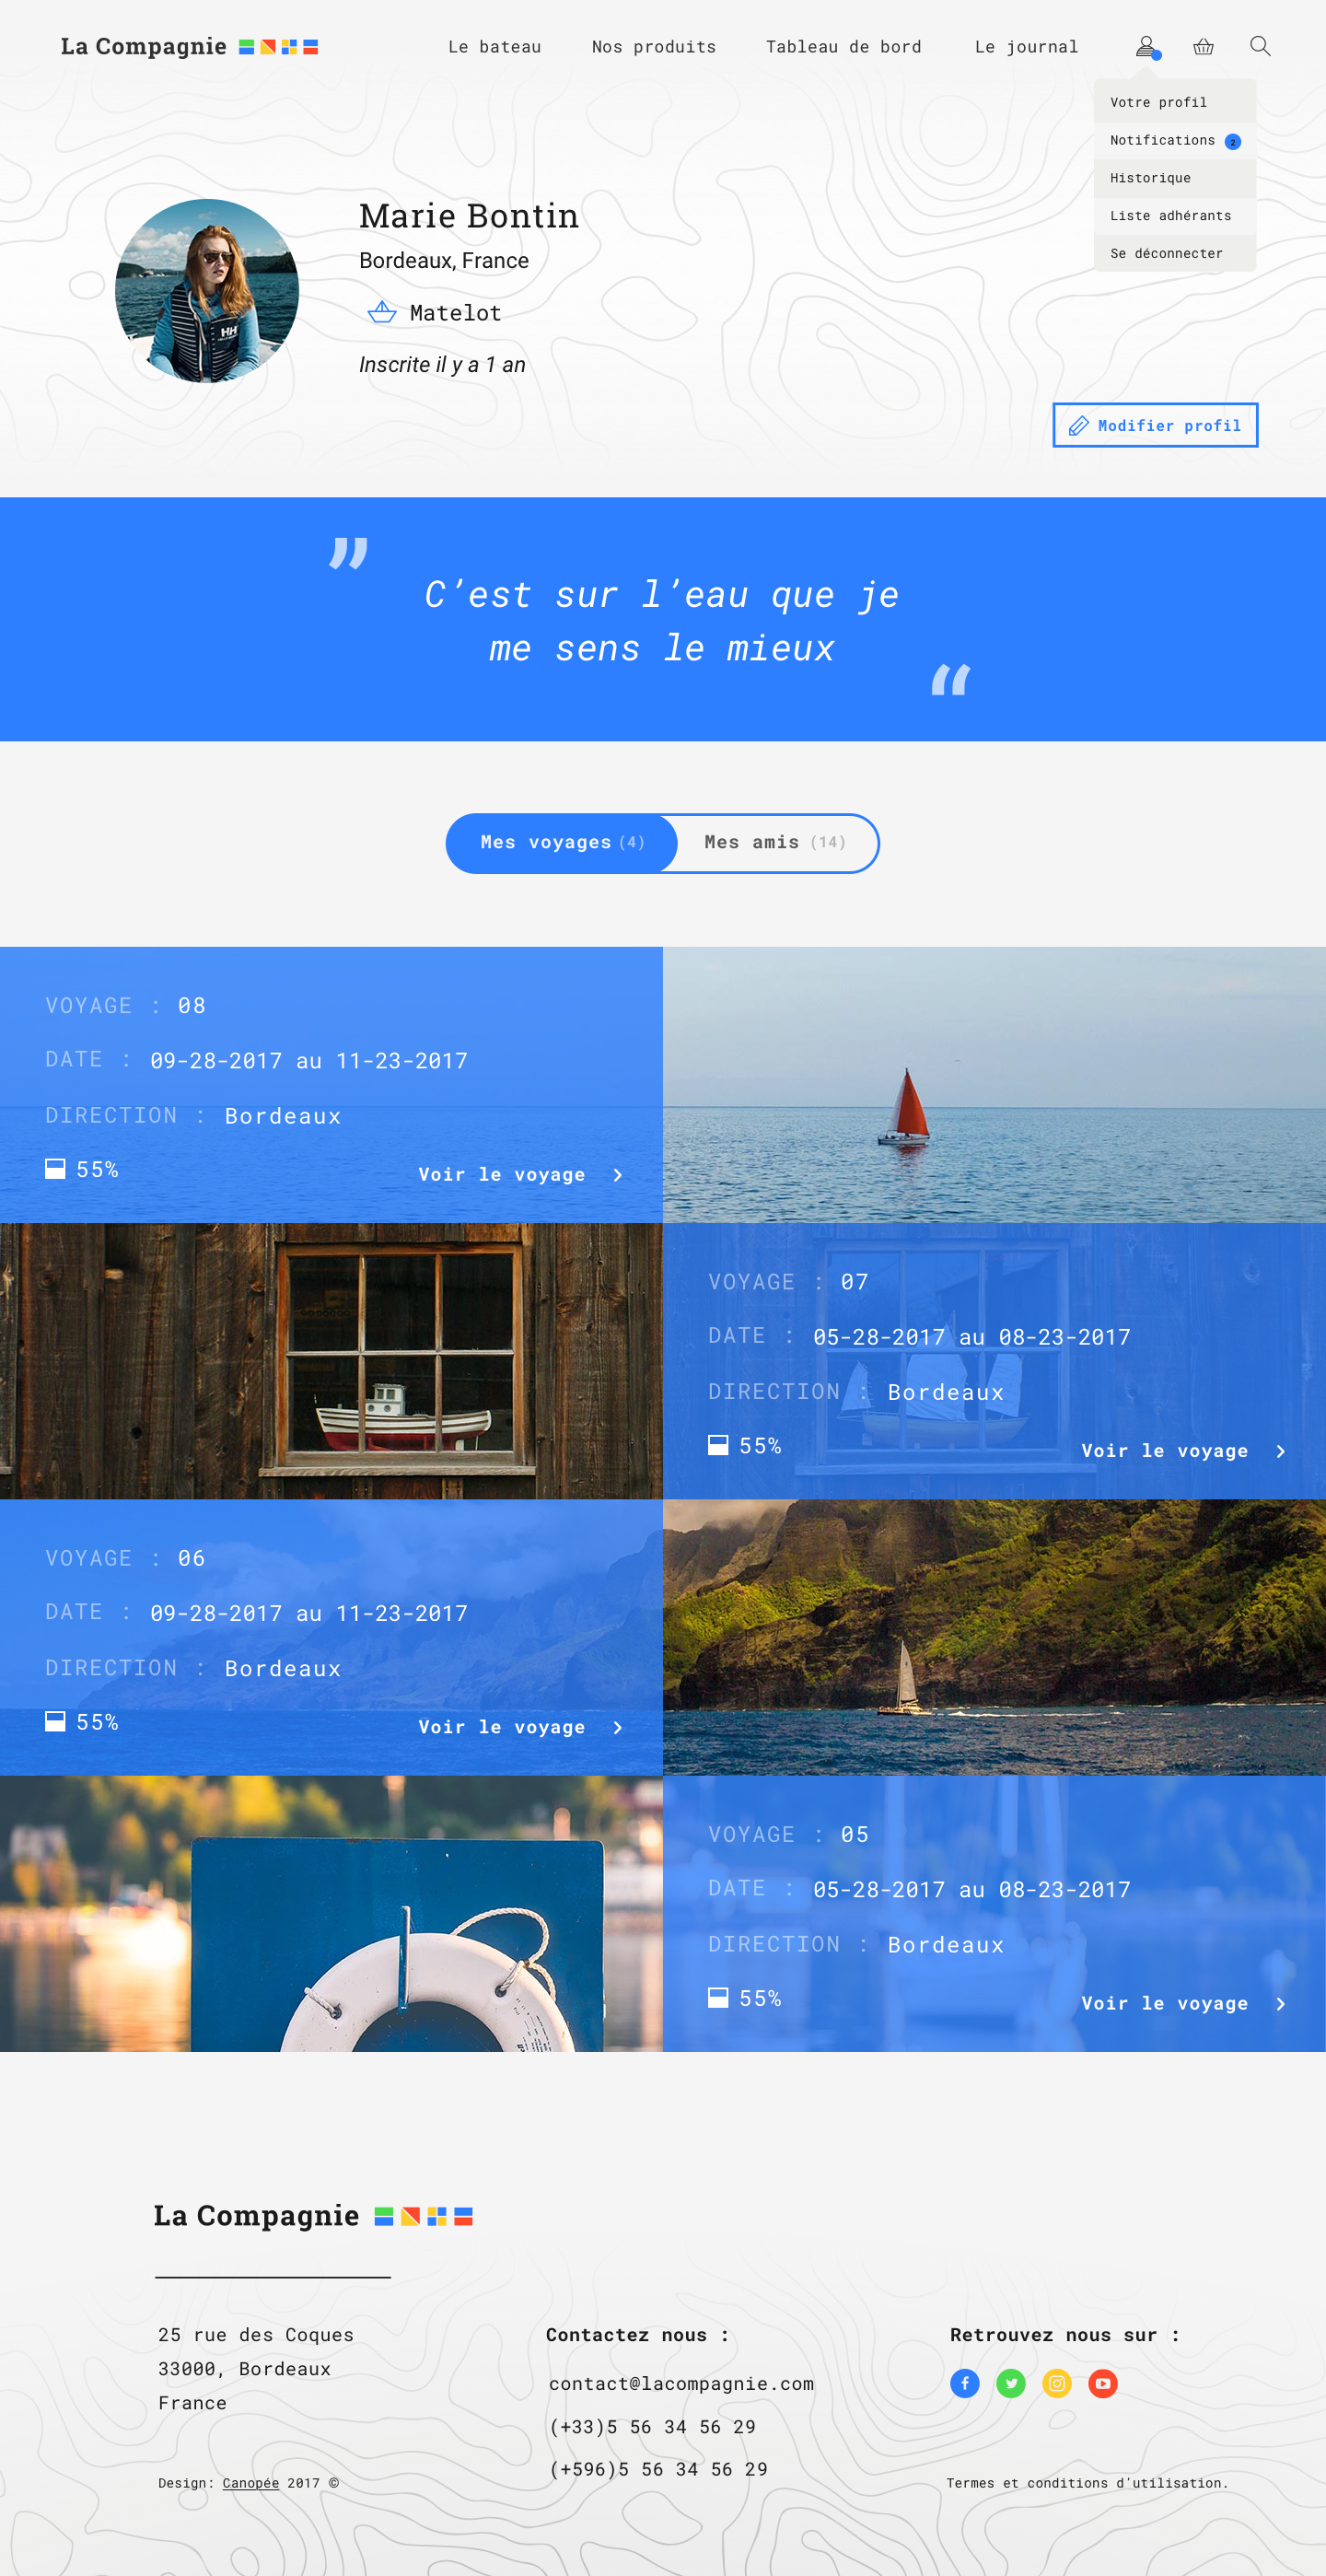 La Compagnie
Le bateau
Nos produits
Tableau de bord
Le journal
Votre profil
Notifications 2
Historique
Liste adhérants
Se déconnecter
Marie Bontin
Bordeaux, France
Matelot
Inscrite il y a 1 an
HH
Modifier profil
”
C’est sur l’eau que je
me sens le mieux
“
Mes voyages (4)
Mes amis (14)
VOYAGE : 08
DATE : 09-28-2017 au 11-23-2017
DIRECTION : Bordeaux
55%
Voir le voyage
VOYAGE : 07
DATE : 05-28-2017 au 08-23-2017
DIRECTION : Bordeaux
55%
Voir le voyage
VOYAGE : 06
DATE : 09-28-2017 au 11-23-2017
DIRECTION : Bordeaux
55%
Voir le voyage
VOYAGE : 05
DATE : 05-28-2017 au 08-23-2017
DIRECTION : Bordeaux
55%
Voir le voyage
La Compagnie
25 rue des Coques
33000, Bordeaux
France
Contactez nous :
contact@lacompagnie.com
(+33)5 56 34 56 29
(+596)5 56 34 56 29
Retrouvez nous sur :
Design: Canopée 2017 ©
Termes et conditions d’utilisation.